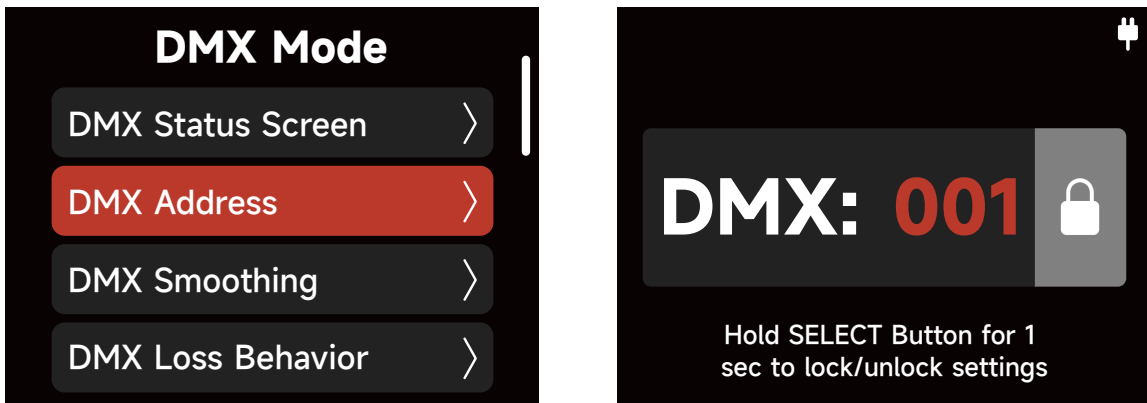 DMX Mode
DMX Status Screen
DMX Address
DMX Smoothing
DMX Loss Behavior
DMX: 001
Hold SELECT Button for 1
sec to lock/unlock settings